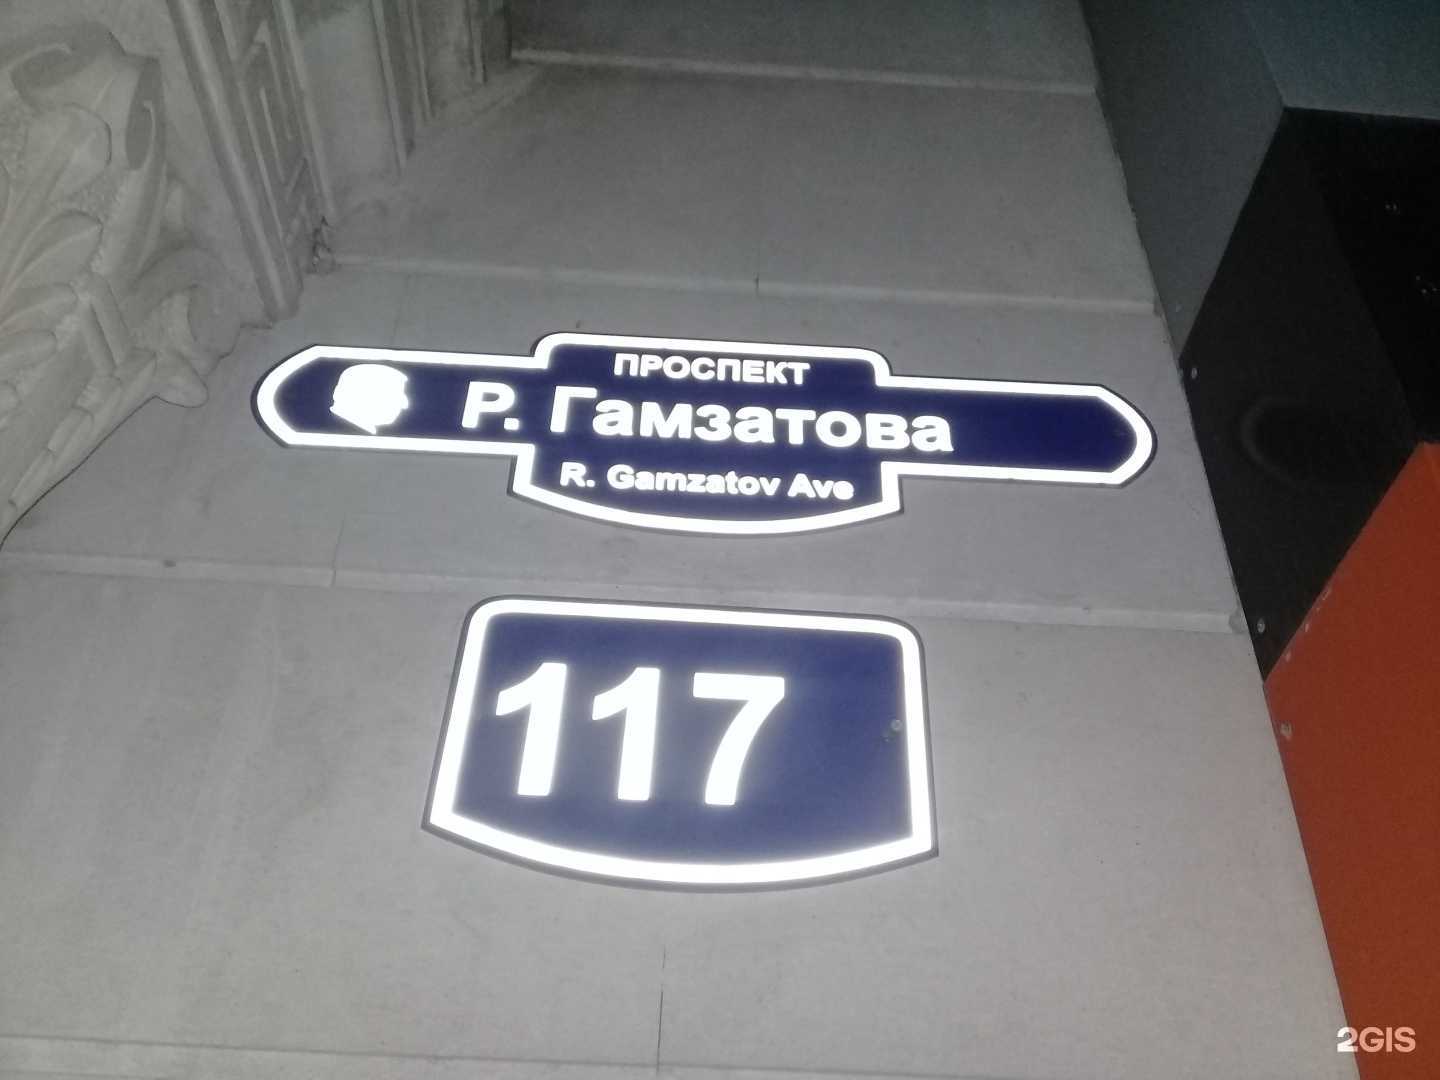 ПРОСПЕКТ
Р. Гамзатова
R. Gamzatov Ave
117
2GIS